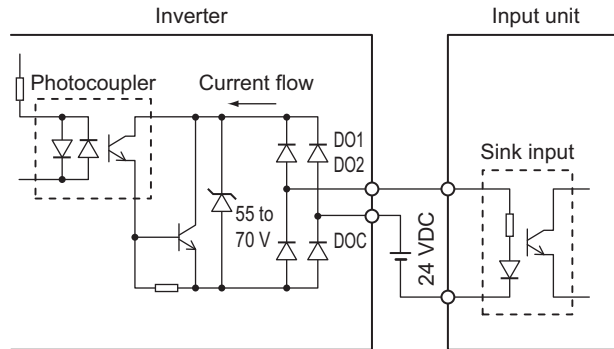 Inverter
Input unit
Photocoupler
Current flow
DO1
DO2
Sink input
55 to
70 V
DOC
24 VDC